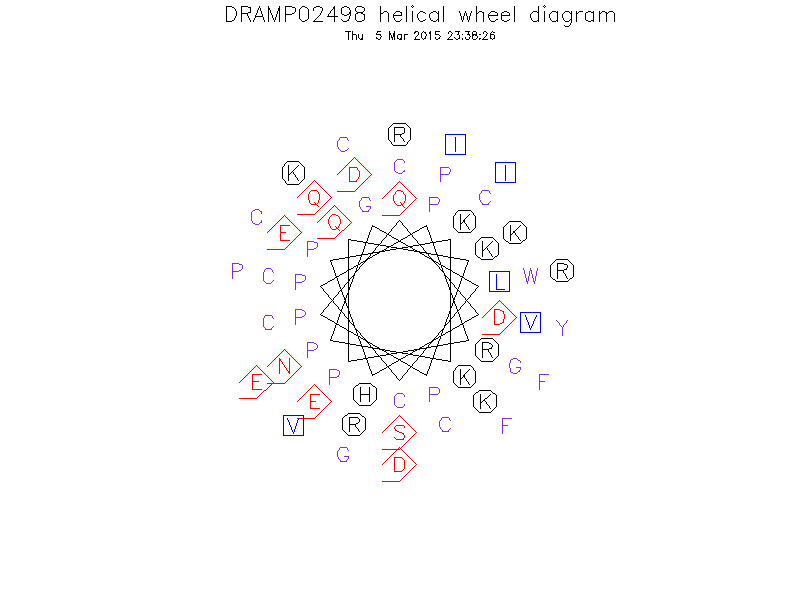 DRAMP02498 helical wheel diagram
Thu 5 Mar 2015 23:38:26
R
C I
C P I
K D
Q G Q P C
C Q K K
E P K
P C P L W R
C P D V Y
P R G
E N P K F
E H C P K
V R S C F
G D